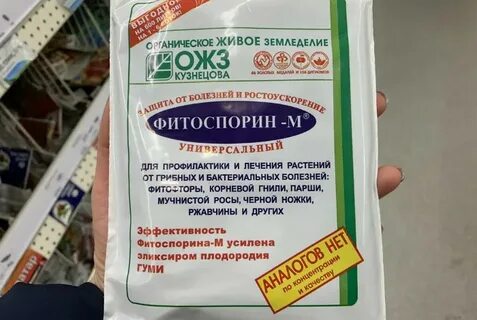 ВЫГОДНО
ОРГАНИЧЕСКОЕ ЖИВОЕ ЗЕМЛЕДЕЛИЕ
ОЖЗ
КУЗНЕЦОВА
ЗАЩИТА ОТ БОЛЕЗНЕЙ И РОСТОУСКОРЕНИЕ
ФИТОСПОРИН -М®
УНИВЕРСАЛЬНЫЙ
ДЛЯ ПРОФИЛАКТИКИ И ЛЕЧЕНИЯ РАСТЕНИЙ
ОТ ГРИБНЫХ И БАКТЕРИАЛЬНЫХ БОЛЕЗНЕЙ:
ФИТОФТОРЫ, КОРНЕВОЙ ГНИЛИ, ПАРШИ,
МУЧНИСТОЙ РОСЫ, ЧЕРНОЙ НОЖКИ,
РЖАВЧИНЫ И ДРУГИХ
Эффективность
Фитоспорина-М усилена
эликсиром плодородия
ГУМИ
АНАЛОГОВ НЕТ
по концентрации
и качеству